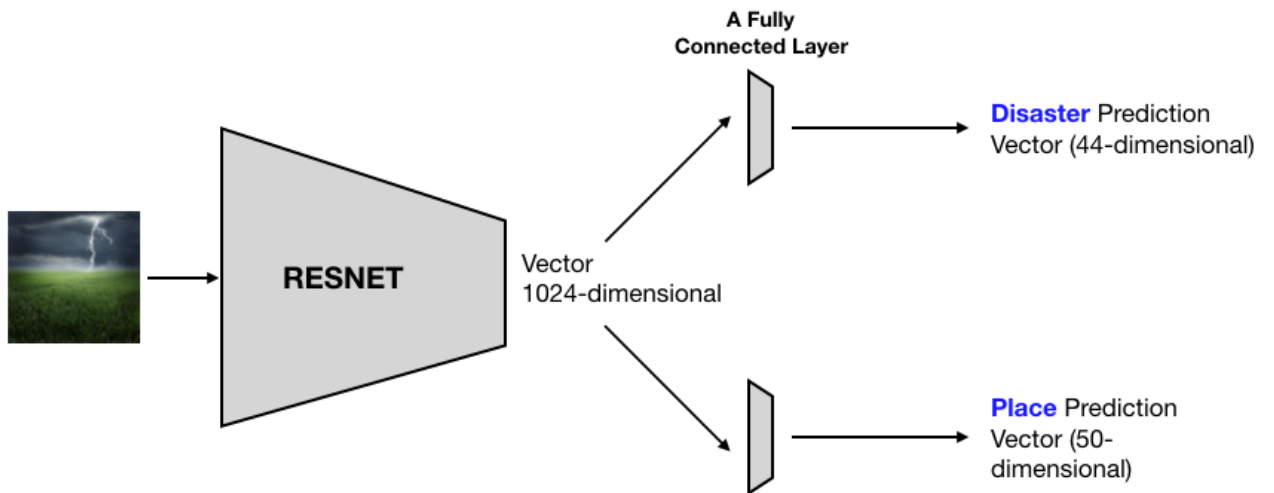 A Fully
Connected Layer
Disaster Prediction
Vector (44-dimensional)
RESNET
Vector
1024-dimensional
Place Prediction
Vector (50-
dimensional)